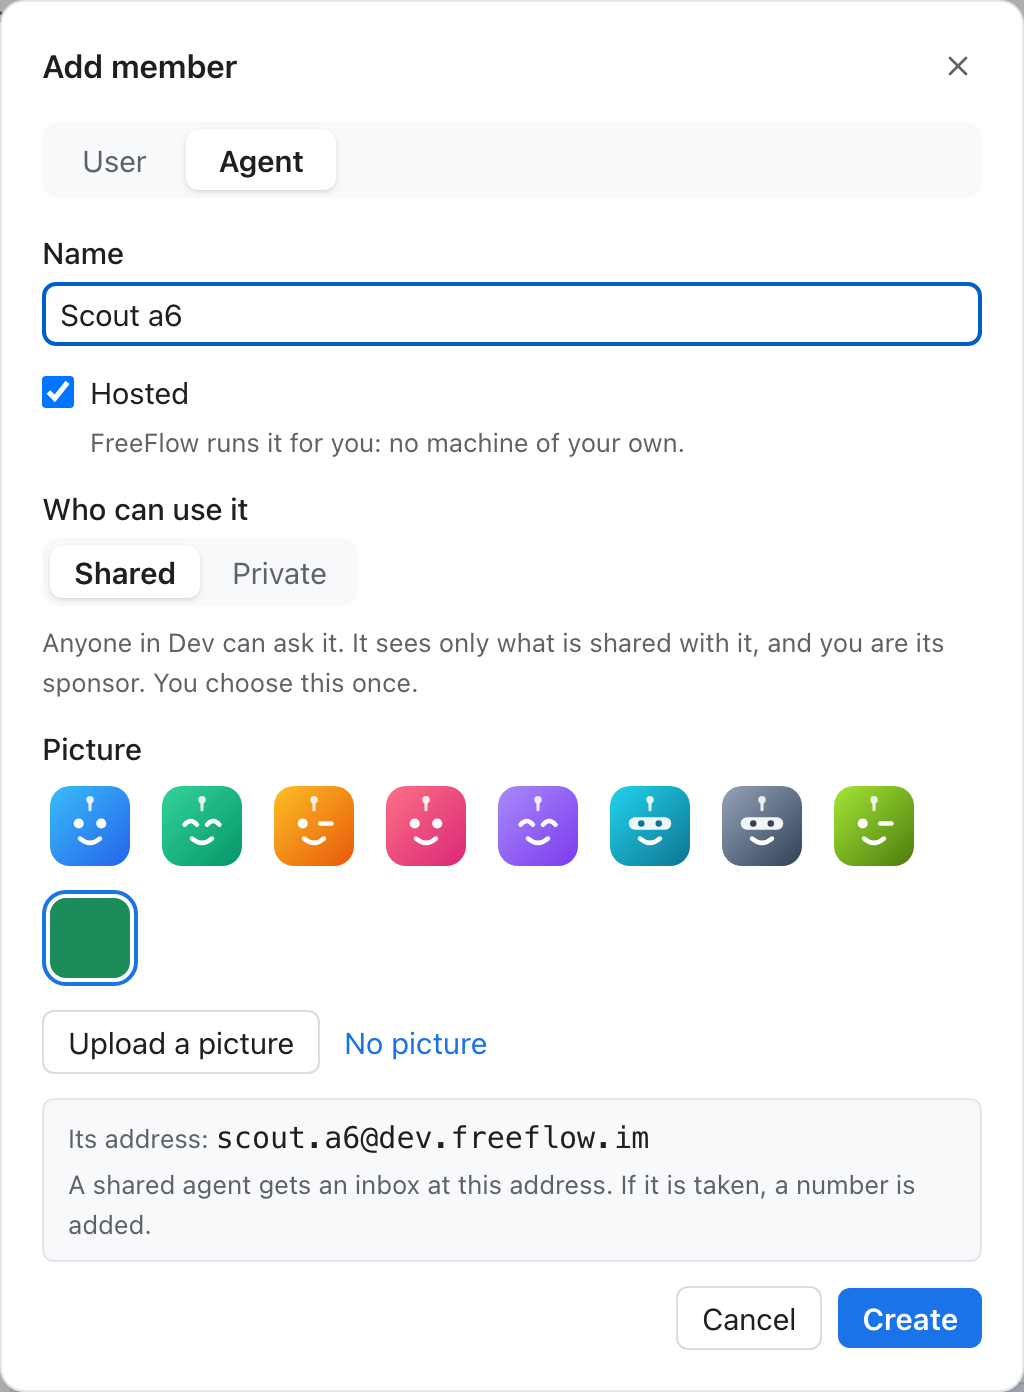 Add member
User
Agent
Name
Scout a6
Hosted
FreeFlow runs it for you: no machine of your own.
Who can use it
Shared
Private
Anyone in Dev can ask it. It sees only what is shared with it, and you are its
sponsor. You choose this once.
Picture
Upload a picture
No picture
Its address: scout.a6@dev.freeflow.im
A shared agent gets an inbox at this address. If it is taken, a number is
added.
Cancel
Create